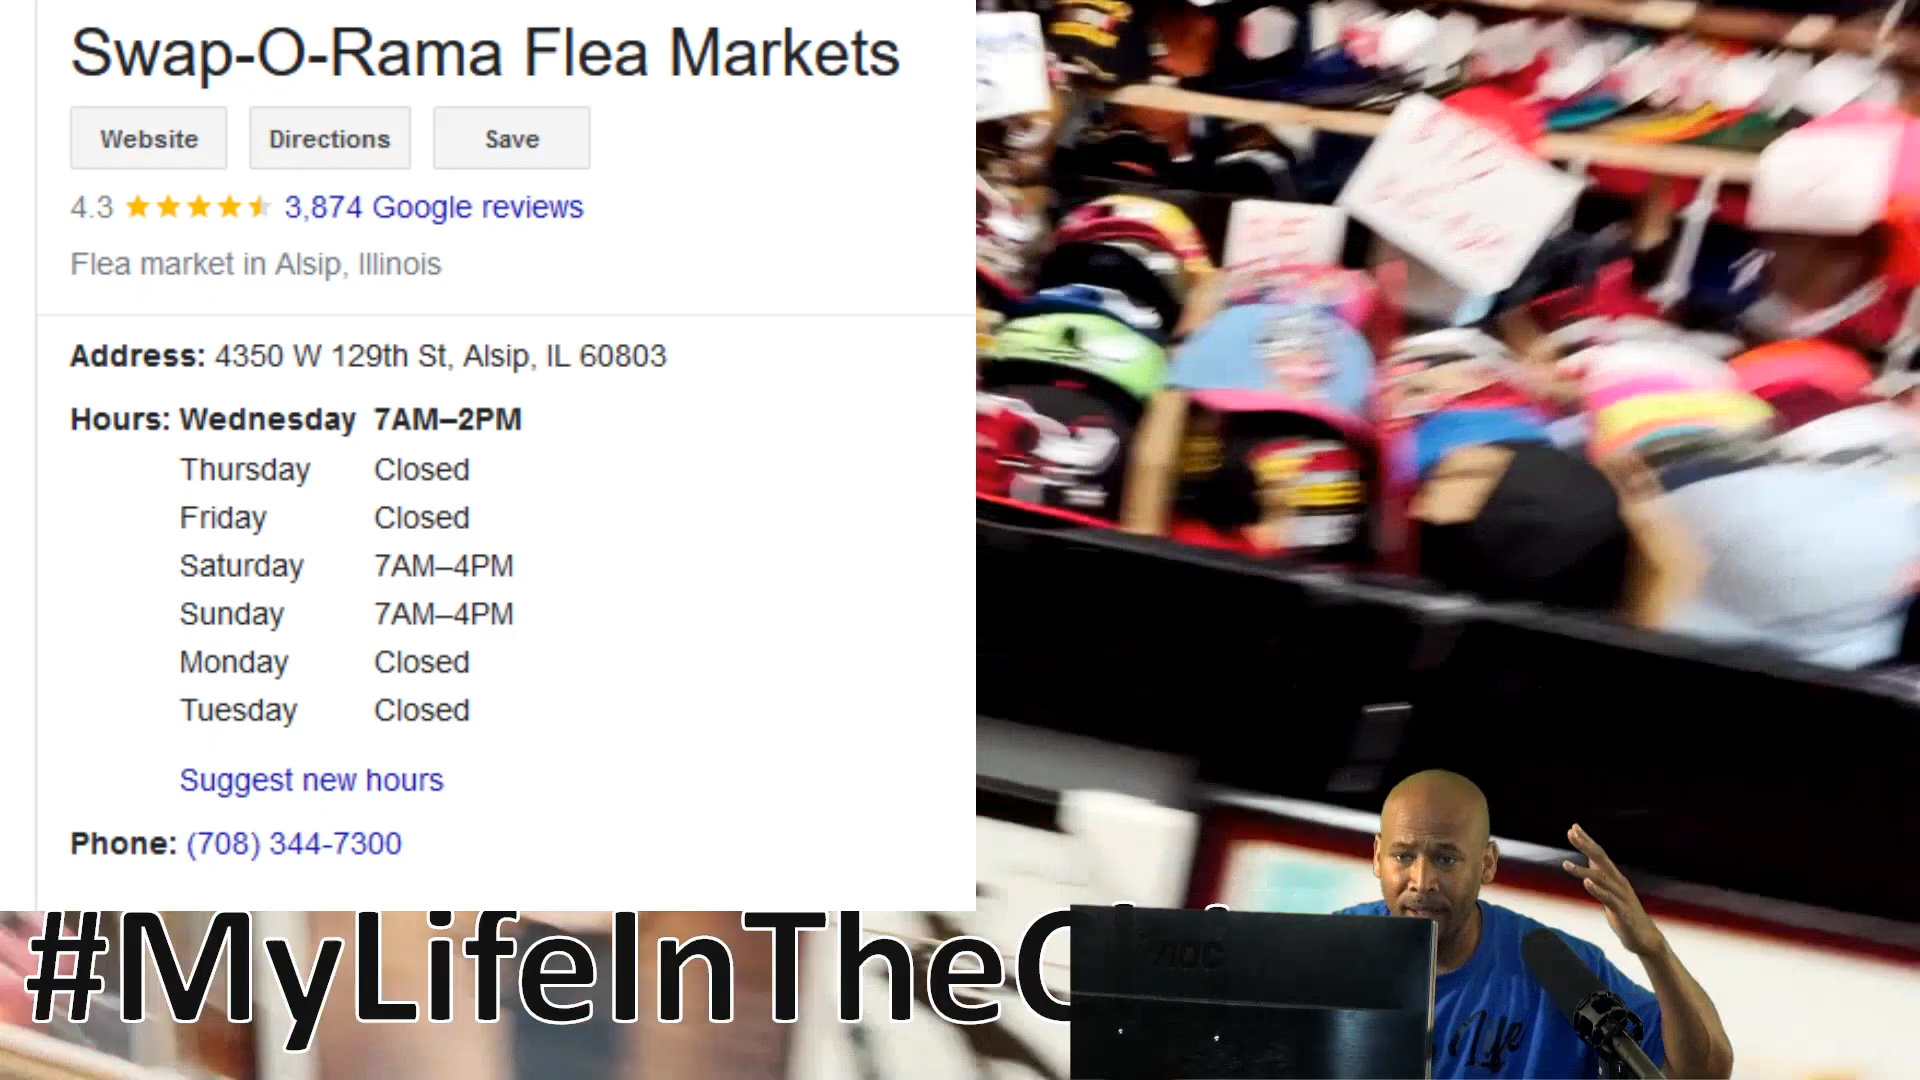 Swap-O-Rama Flea Markets
Website Directions Save
4.3 3,874 Google reviews
Flea market in Alsip, Illinois
Address: 4350 W 129th St, Alsip, IL 60803
Hours: Wednesday 7AM–2PM
Thursday Closed
Friday Closed
Saturday 7AM–4PM
Sunday 7AM–4PM
Monday Closed
Tuesday Closed
Suggest new hours
Phone: (708) 344-7300
#MyLifeInTheC
Life